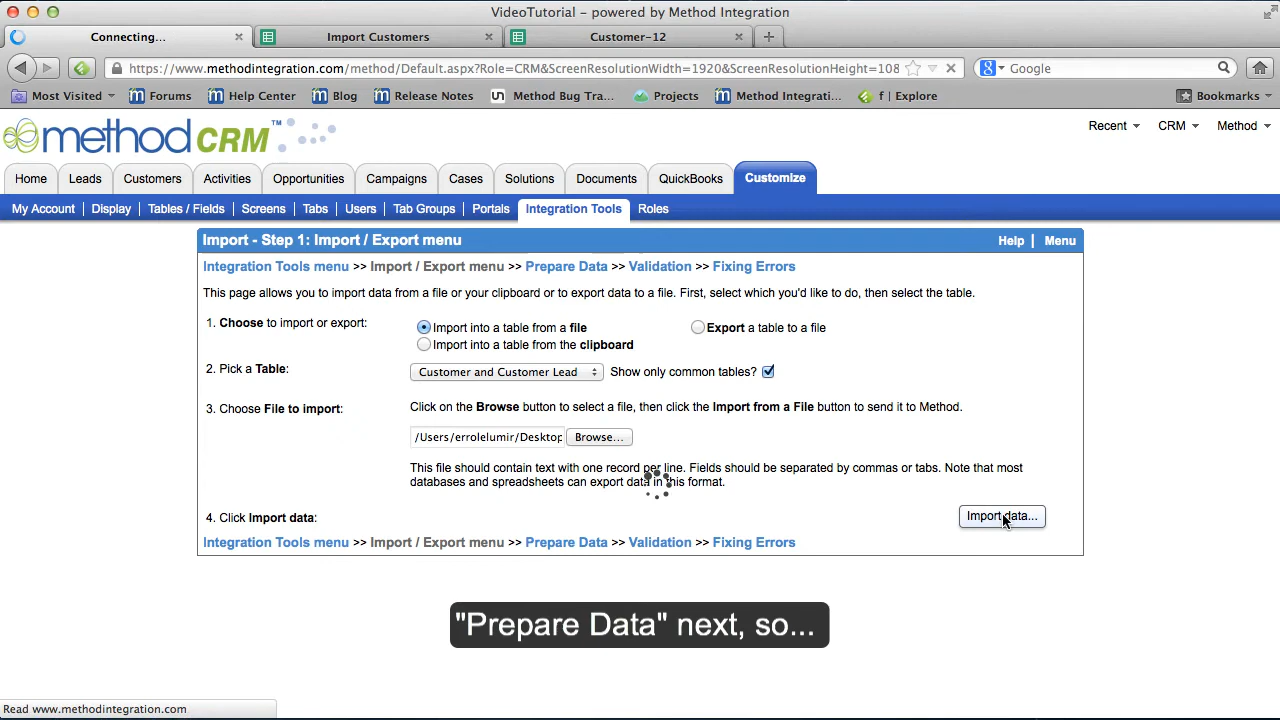 VideoTutorial - powered by Method Integration
Connecting...
Import Customers
Customer-12
https://www.methodintegration.com/method/Default.aspx?Role=CRM&ScreenResolutionWidth=1920&ScreenResolutionHeight=108
Google
Most Visited
Forums
Help Center
Blog
Release Notes
Method Bug Tra...
Projects
Method Integrati...
f | Explore
Bookmarks
method CRM™
Recent
CRM
Method
Home
Leads
Customers
Activities
Opportunities
Campaigns
Cases
Solutions
Documents
QuickBooks
Customize
My Account | Display | Tables / Fields | Screens | Tabs | Users | Tab Groups | Portals | Integration Tools | Roles
Import - Step 1: Import / Export menu
Help | Menu
Integration Tools menu >> Import / Export menu >> Prepare Data >> Validation >> Fixing Errors
This page allows you to import data from a file or your clipboard or to export data to a file. First, select which you'd like to do, then select the table.
1. Choose to import or export:
Import into a table from a file
Export a table to a file
Import into a table from the clipboard
2. Pick a Table:
Customer and Customer Lead
Show only common tables?
3. Choose File to import:
Click on the Browse button to select a file, then click the Import from a File button to send it to Method.
/Users/errolelumir/Desktop
Browse...
This file should contain text with one record per line. Fields should be separated by commas or tabs. Note that most
databases and spreadsheets can export data in this format.
4. Click Import data:
Import data...
Integration Tools menu >> Import / Export menu >> Prepare Data >> Validation >> Fixing Errors
"Prepare Data" next, so...
Read www.methodintegration.com